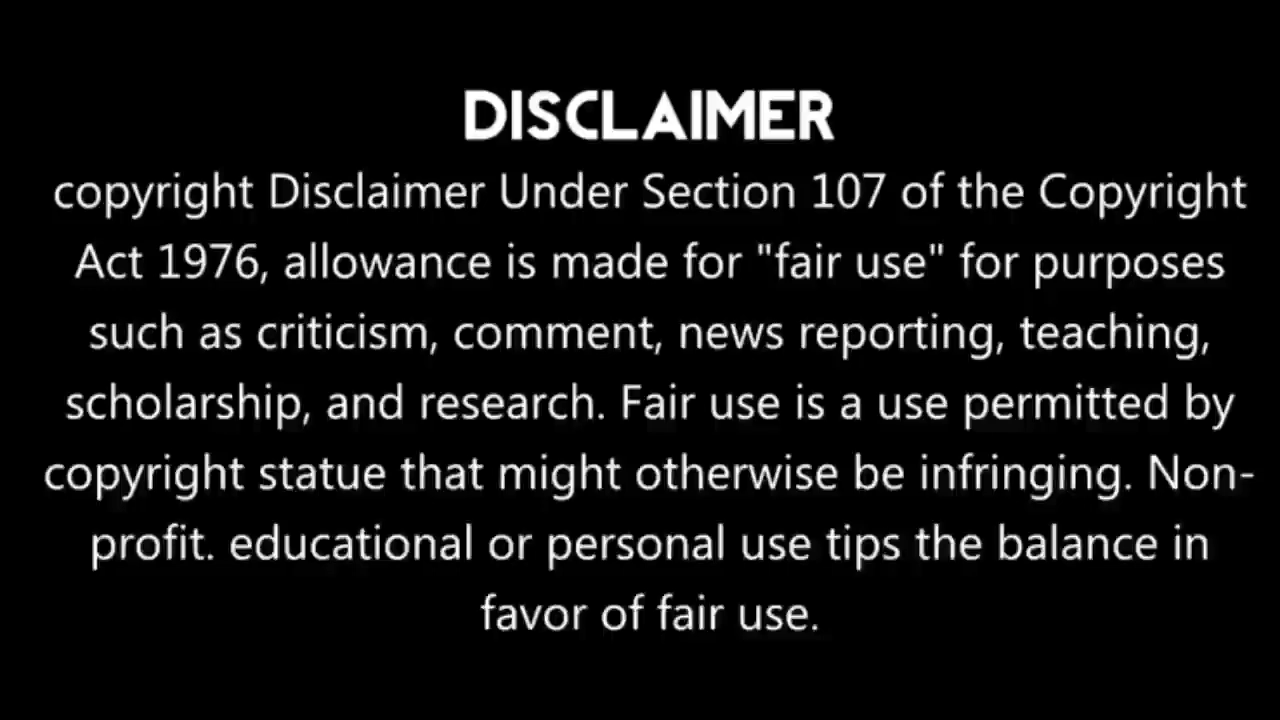 DISCLAIMER
copyright Disclaimer Under Section 107 of the Copyright
Act 1976, allowance is made for "fair use" for purposes
such as criticism, comment, news reporting, teaching,
scholarship, and research. Fair use is a use permitted by
copyright statue that might otherwise be infringing. Non-
profit. educational or personal use tips the balance in
favor of fair use.